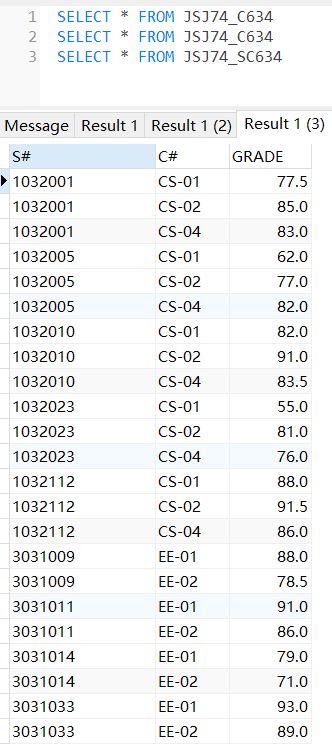 1 SELECT * FROM JSJ74_C634
2 SELECT * FROM JSJ74_C634
3 SELECT * FROM JSJ74_SC634
Message Result 1 Result 1 (2) Result 1 (3)
S# C# GRADE
1032001 CS-01 77.5
1032001 CS-02 85.0
1032001 CS-04 83.0
1032005 CS-01 62.0
1032005 CS-02 77.0
1032005 CS-04 82.0
1032010 CS-01 82.0
1032010 CS-02 91.0
1032010 CS-04 83.5
1032023 CS-01 55.0
1032023 CS-02 81.0
1032023 CS-04 76.0
1032112 CS-01 88.0
1032112 CS-02 91.5
1032112 CS-04 86.0
3031009 EE-01 88.0
3031009 EE-02 78.5
3031011 EE-01 91.0
3031011 EE-02 86.0
3031014 EE-01 79.0
3031014 EE-02 71.0
3031033 EE-01 93.0
3031033 EE-02 89.0